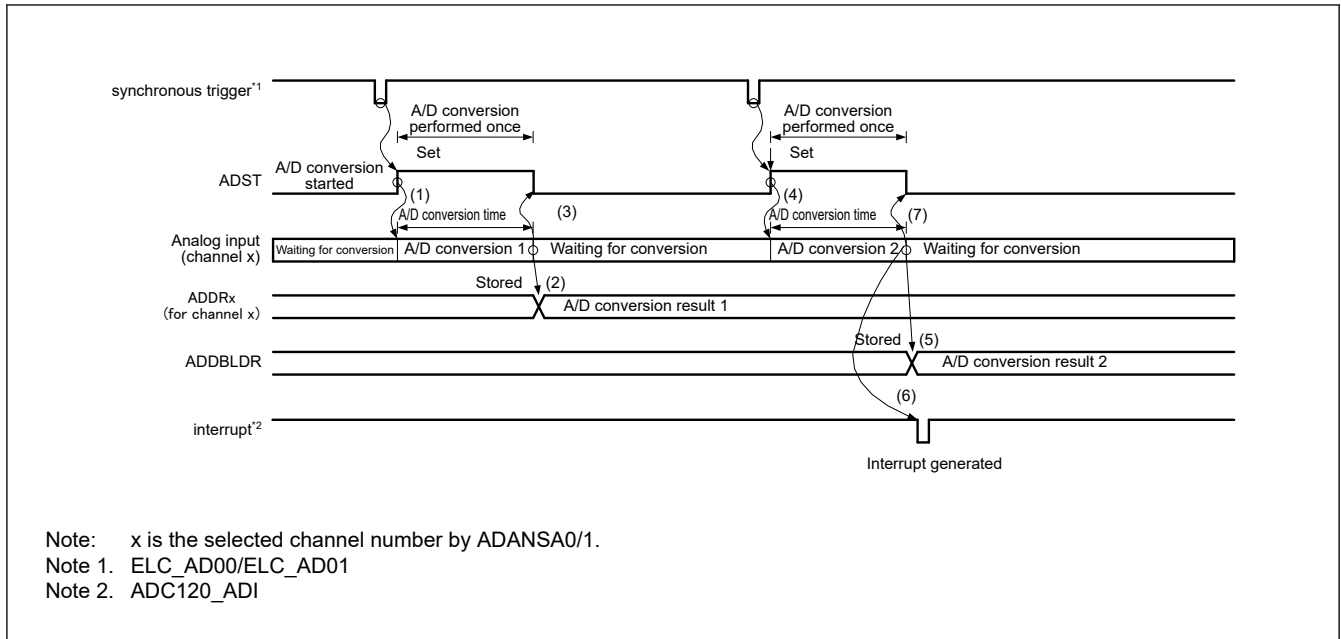 synchronous trigger*1
A/D conversion
performed once
A/D conversion
performed once
Set
Set
ADST
A/D conversion
started
(1)
(3)
(4)
(7)
A/D conversion time
A/D conversion time
Analog input
(channel x)
Waiting for conversion
A/D conversion 1
Waiting for conversion
A/D conversion 2
Waiting for conversion
Stored
(2)
ADDRx
(for channel x)
A/D conversion result 1
Stored
(5)
ADDBLDR
A/D conversion result 2
(6)
interrupt*2
Interrupt generated
Note: x is the selected channel number by ADANSA0/1.
Note 1. ELC_AD00/ELC_AD01
Note 2. ADC120_ADI